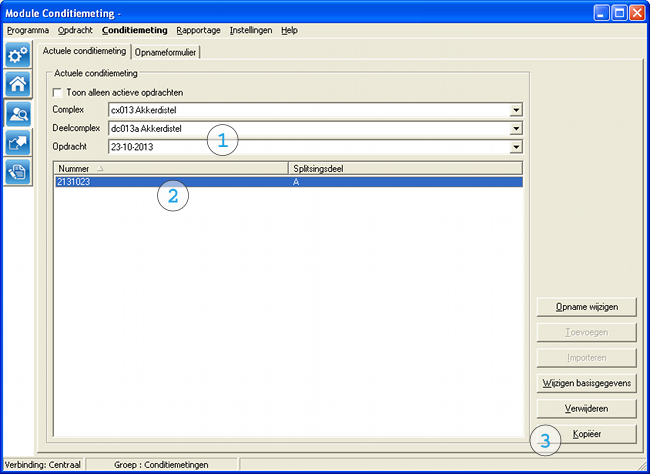 Module Conditiemeting -
Programma Opdracht Conditiemeting Rapportage Instellingen Help
Actuele conditiemeting Opnameformulier
Actuele conditiemeting
Toon alleen actieve opdrachten
Complex cx013 Akkerdistel
Deelcomplex dc013a Akkerdistel
1
Opdracht 23-10-2013
Nummer Splitsingsdeel
2131023 A
2
Opname wijzigen
Toevoegen
Importeren
Wijzigen basisgegevens
Verwijderen
3 Kopiëer
Verbinding: Centraal Groep : Conditiemetingen